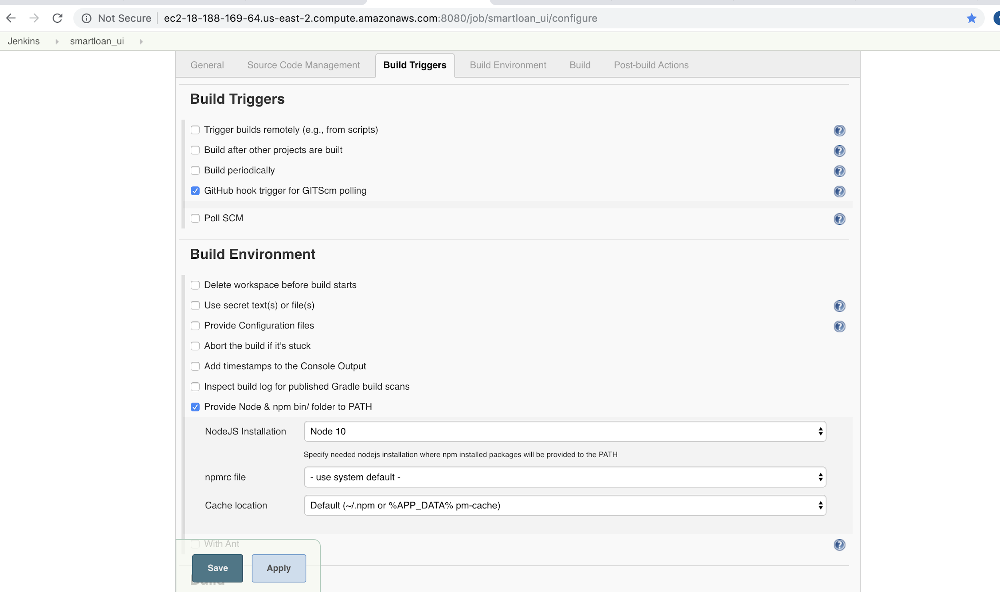 Not Secure ec2-18-188-169-64.us-east-2.compute.amazonaws.com:8080/job/smartloan_ui/configure
Jenkins smartloan_ui
General Source Code Management Build Triggers Build Environment Build Post-build Actions
Build Triggers
Trigger builds remotely (e.g., from scripts)
Build after other projects are built
Build periodically
GitHub hook trigger for GITScm polling
Poll SCM
Build Environment
Delete workspace before build starts
Use secret text(s) or file(s)
Provide Configuration files
Abort the build if it's stuck
Add timestamps to the Console Output
Inspect build log for published Gradle build scans
Provide Node & npm bin/ folder to PATH
NodeJS Installation Node 10
Specify needed nodejs installation where npm installed packages will be provided to the PATH
npmrc file - use system default -
Cache location Default (~/.npm or %APP_DATA% pm-cache)
With Ant
Save Apply
Build